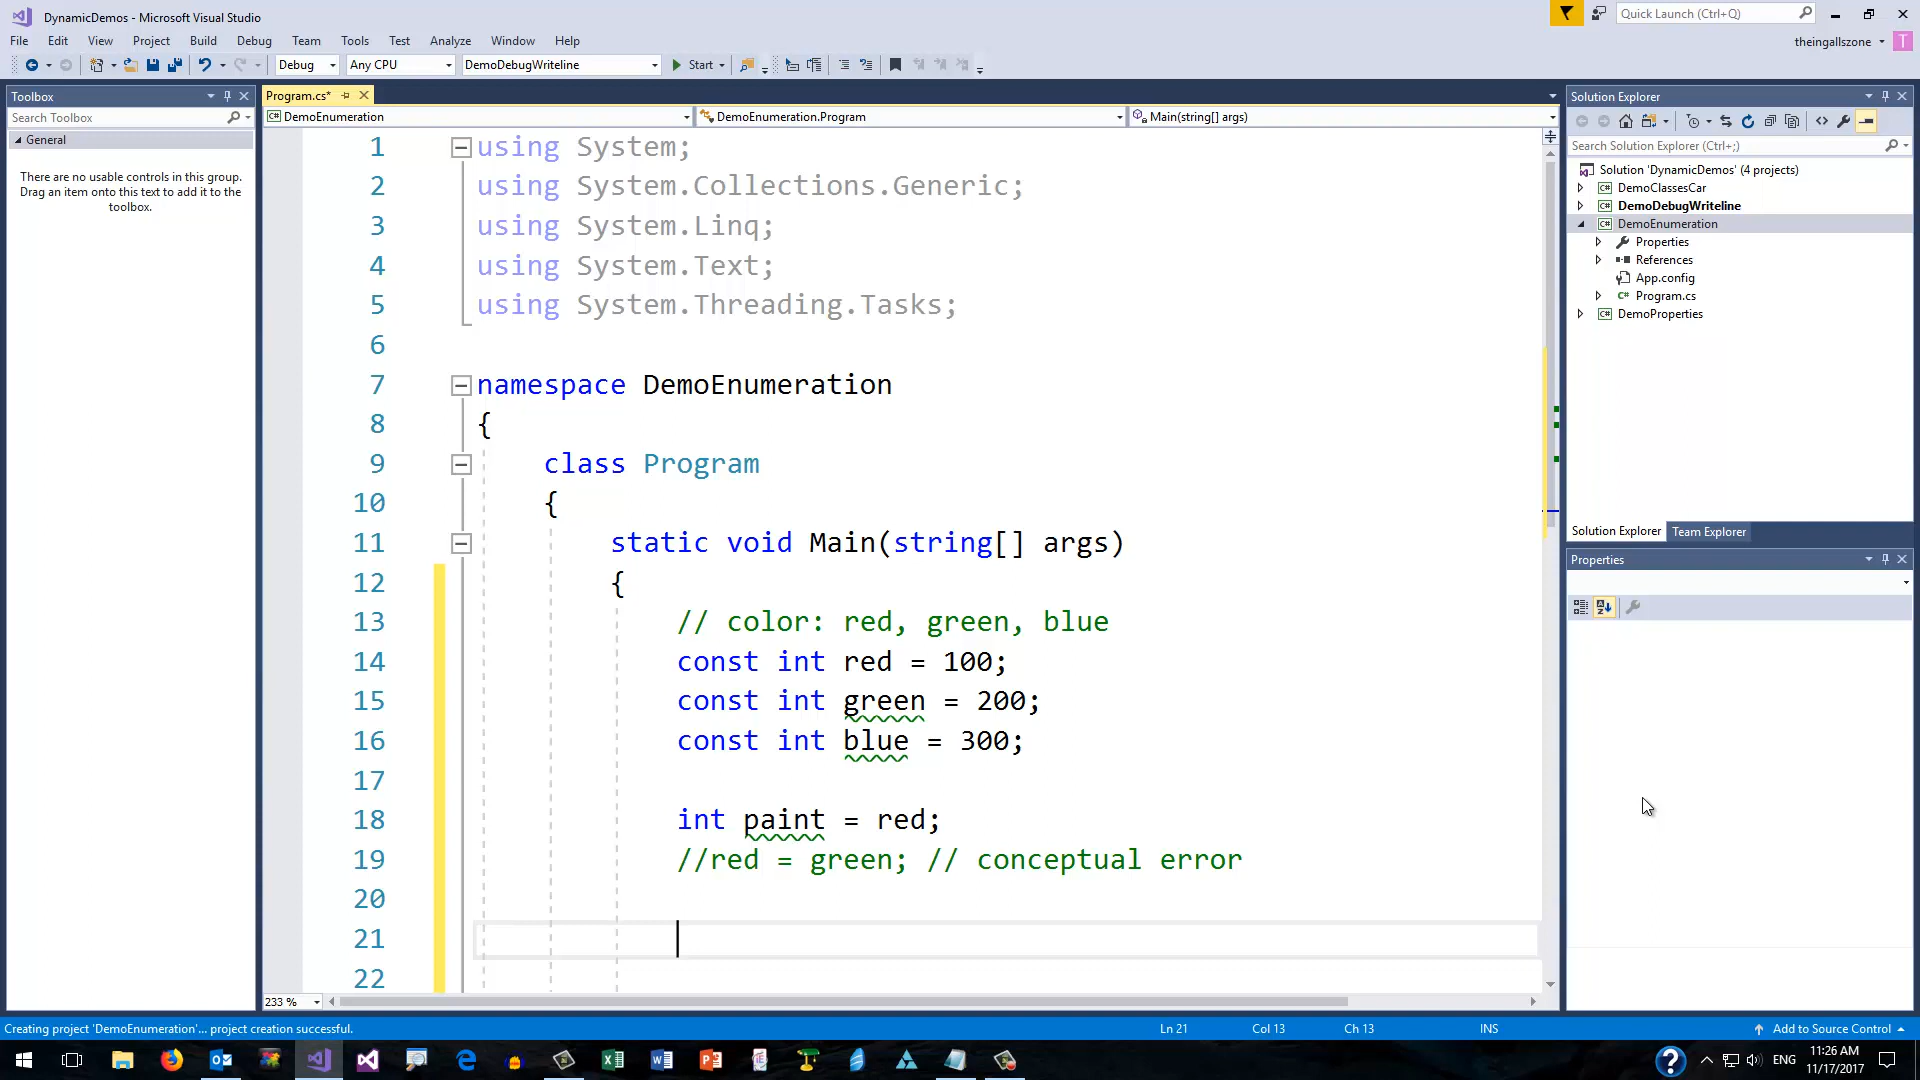 DynamicDemos - Microsoft Visual Studio
Quick Launch (Ctrl+Q)
File Edit View Project Build Debug Team Tools Test Analyze Window Help
theingallszone T
Debug Any CPU DemoDebugWriteline Start
Toolbox
Search Toolbox
General
There are no usable controls in this group.
Drag an item onto this text to add it to the
toolbox.
Program.cs*
DemoEnumeration DemoEnumeration.Program Main(string[] args)
1 using System;
2 using System.Collections.Generic;
3 using System.Linq;
4 using System.Text;
5 using System.Threading.Tasks;
6
7 namespace DemoEnumeration
8 {
9 class Program
10 {
11 static void Main(string[] args)
12 {
13 // color: red, green, blue
14 const int red = 100;
15 const int green = 200;
16 const int blue = 300;
17
18 int paint = red;
19 //red = green; // conceptual error
20
21
22
233 %
Solution Explorer
Search Solution Explorer (Ctrl+;)
Solution 'DynamicDemos' (4 projects)
DemoClassesCar
DemoDebugWriteline
DemoEnumeration
Properties
References
App.config
Program.cs
DemoProperties
Solution Explorer Team Explorer
Properties
Creating project 'DemoEnumeration'... project creation successful.
Ln 21 Col 13 Ch 13 INS Add to Source Control
ENG
11:26 AM
11/17/2017